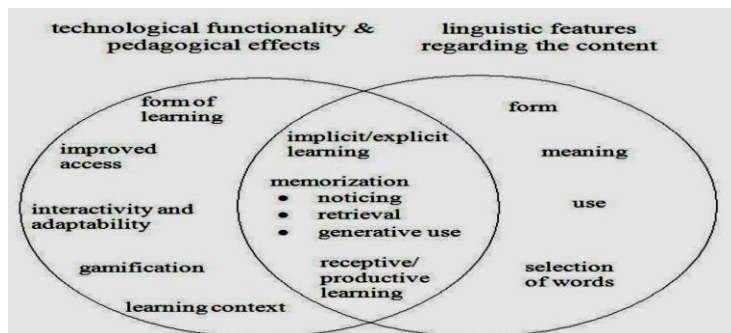 technological functionality &
pedagogical effects
linguistic features
regarding the content
form of
learning
improved
access
interactivity and
adaptability
gamification
learning context
implicit/explicit
learning
memorization
• noticing
• retrieval
• generative use
receptive/
productive
learning
form
meaning
use
selection
of words